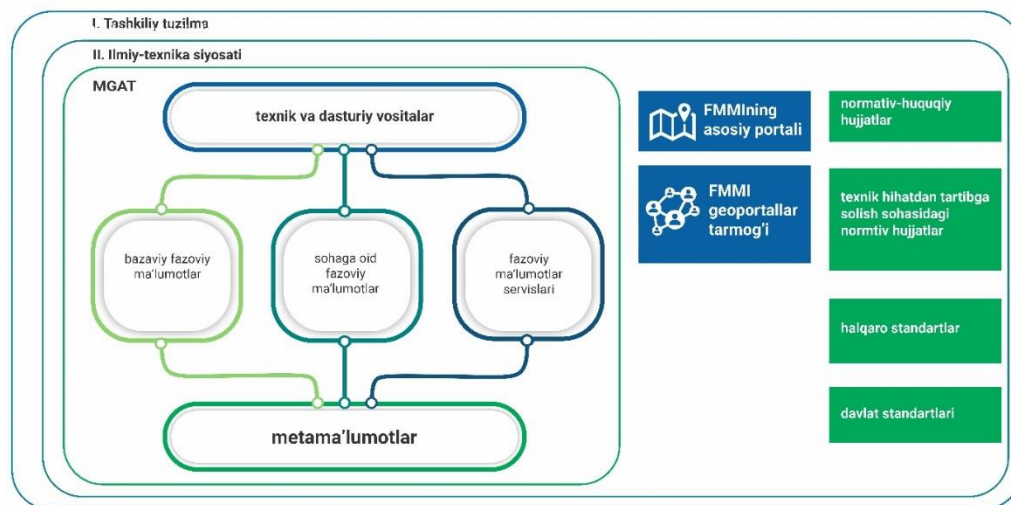 I. Tashkiliy tuzilma
II. Ilmiy-texnika siyosati
MGAT
texnik va dasturiy vositalar
bazaviy fazoviy
ma'lumotlar
sohaga oid
fazoviy
ma'lumotlar
fazoviy
ma'lumotlar
servislari
metama'lumotlar
FMMIning
asosiy portali
FMMI
geoportallar
tarmog'i
normativ-huquqiy
hujjatlar
texnik hihatdan tartibga
solish sohasidagi
normtiv hujjatlar
halqaro standartlar
davlat standartlari